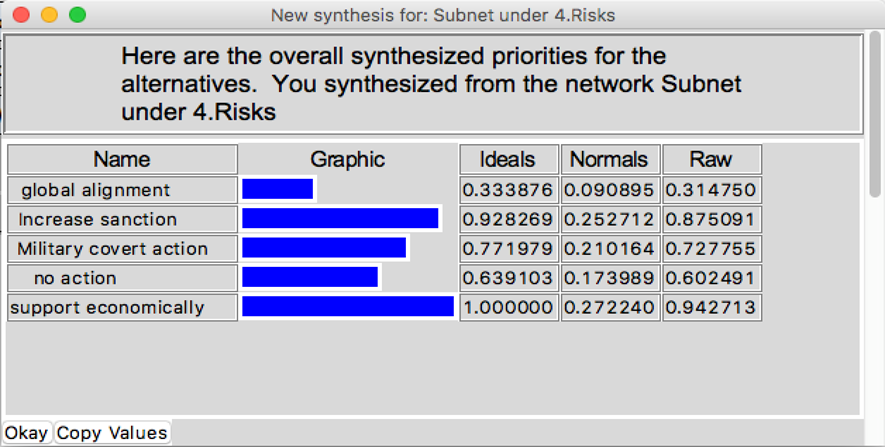 New synthesis for: Subnet under 4.Risks
Here are the overall synthesized priorities for the
alternatives.  You synthesized from the network Subnet
under 4.Risks
Name Graphic Ideals Normals Raw
global alignment 0.333876 0.090895 0.314750
Increase sanction 0.928269 0.252712 0.875091
Military covert action 0.771979 0.210164 0.727755
no action 0.639103 0.173989 0.602491
support economically 1.000000 0.272240 0.942713
Okay Copy Values